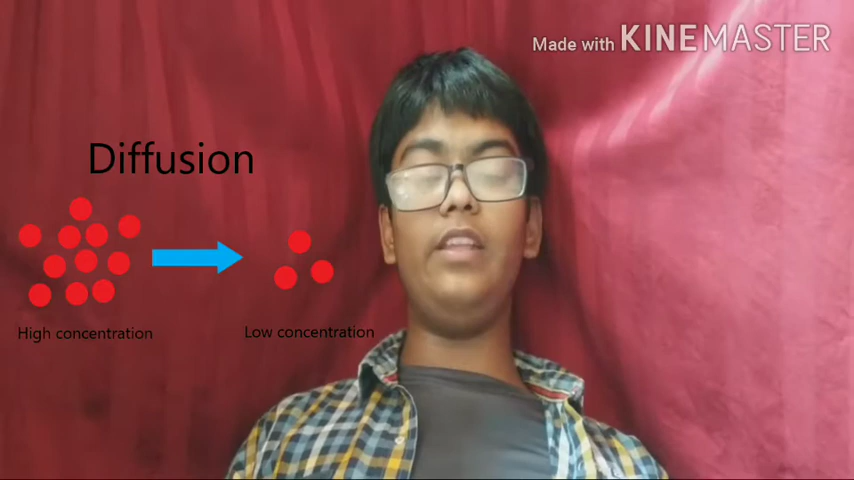 Made with KINEMASTER
Diffusion
High concentration
Low concentration